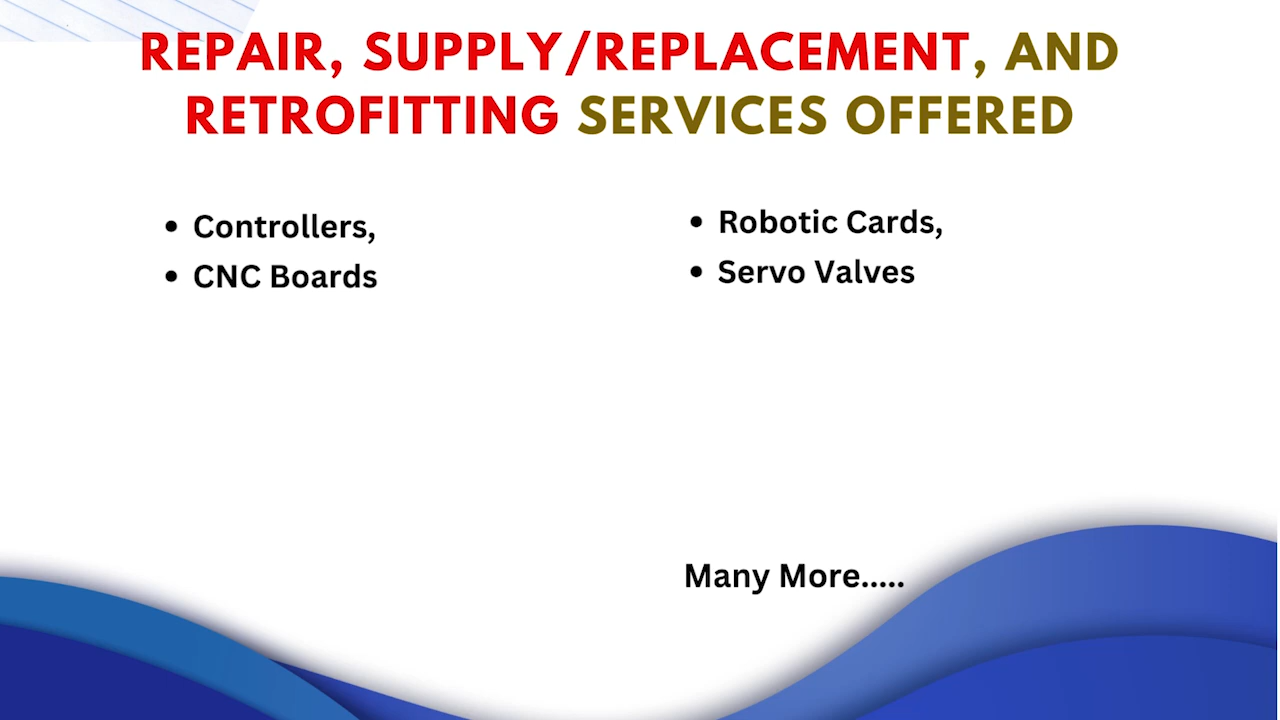 REPAIR, SUPPLY/REPLACEMENT, AND
RETROFITTING SERVICES OFFERED
Controllers,
CNC Boards
Robotic Cards,
Servo Valves
Many More.....